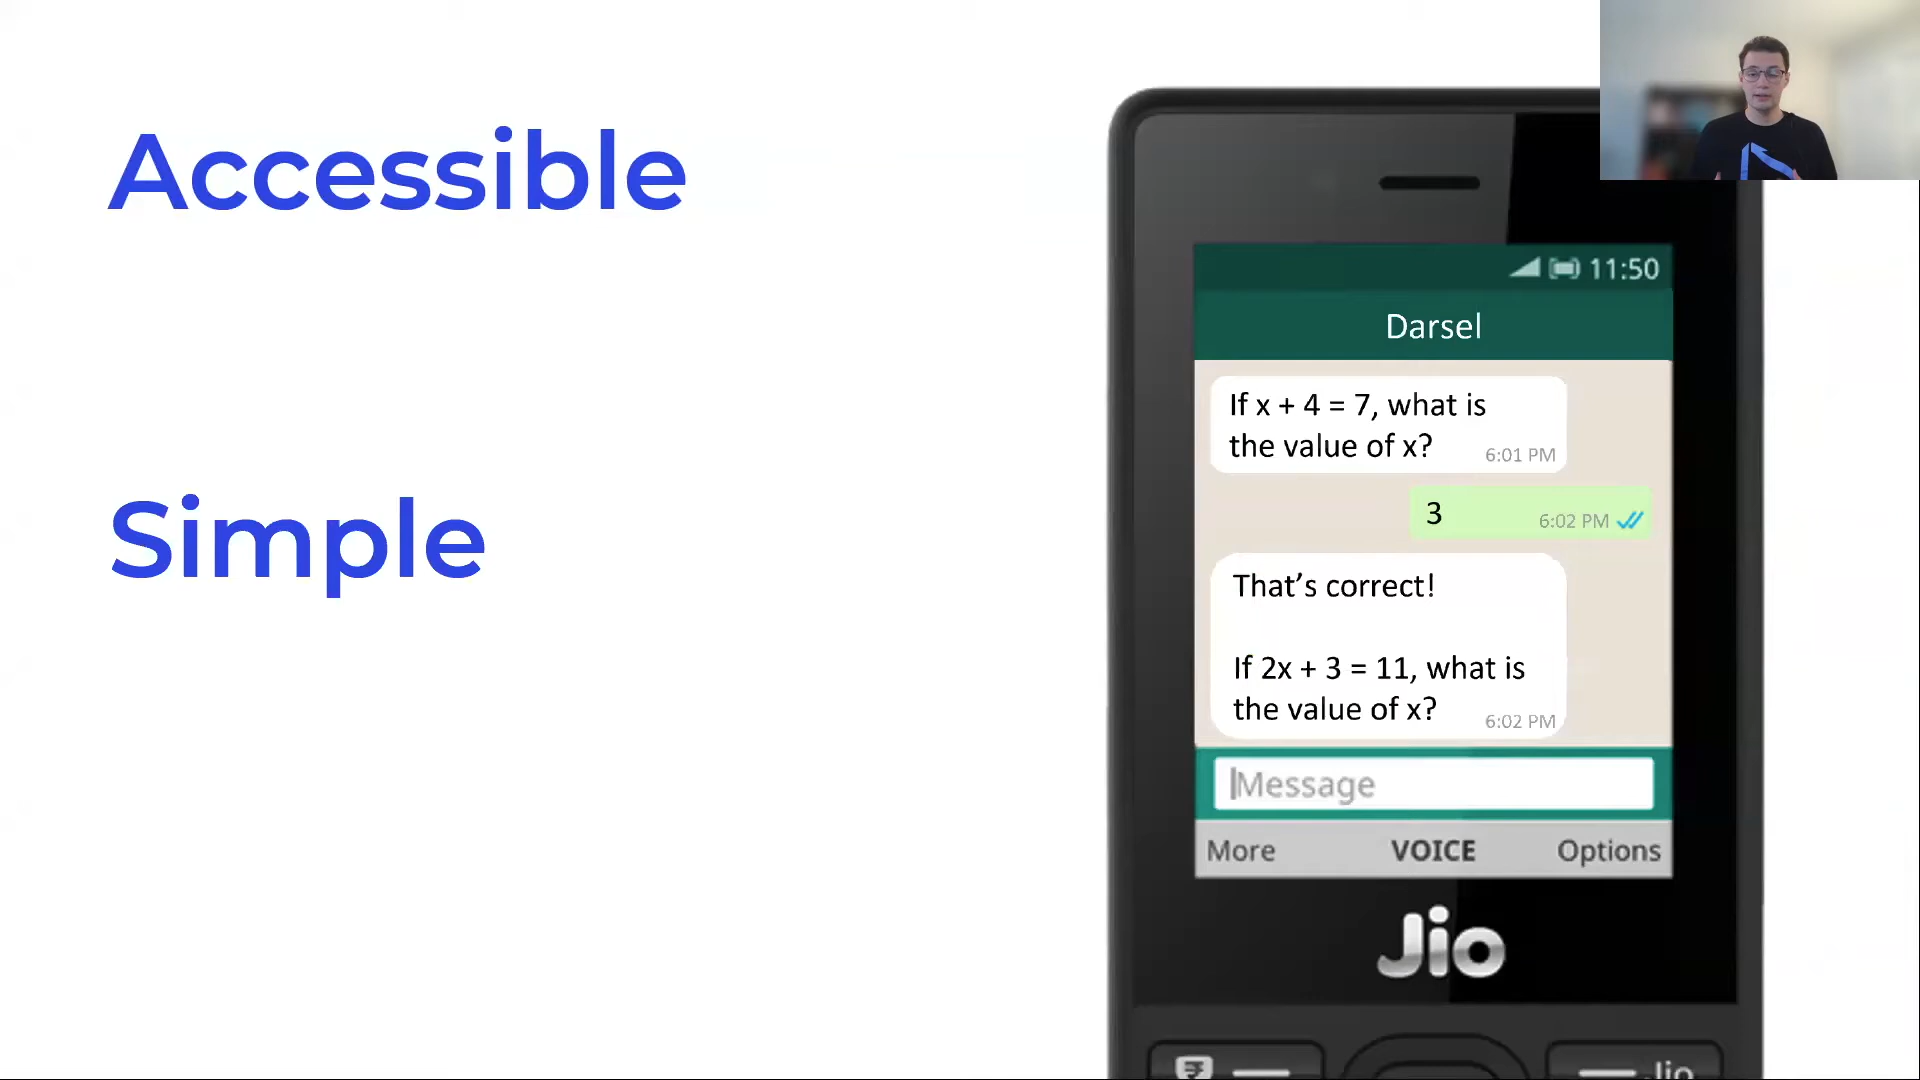 Accessible
Simple
11:50
Darsel
If x + 4 = 7, what is
the value of x?
6:01 PM
3
6:02 PM
That’s correct!
If 2x + 3 = 11, what is
the value of x?
6:02 PM
Message
More VOICE Options
Jio
₹
Jio